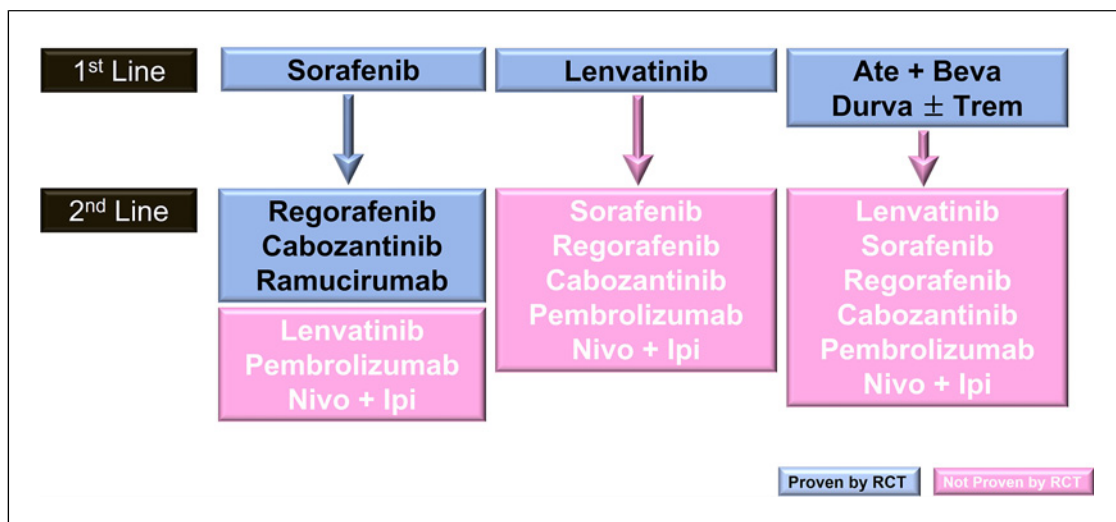 1st Line
Sorafenib
Lenvatinib
Ate + Beva
Durva ± Trem
2nd Line
Regorafenib
Cabozantinib
Ramucirumab
Lenvatinib
Pembrolizumab
Nivo + Ipi
Sorafenib
Regorafenib
Cabozantinib
Pembrolizumab
Nivo + Ipi
Lenvatinib
Sorafenib
Regorafenib
Cabozantinib
Pembrolizumab
Nivo + Ipi
Proven by RCT
Not Proven by RCT